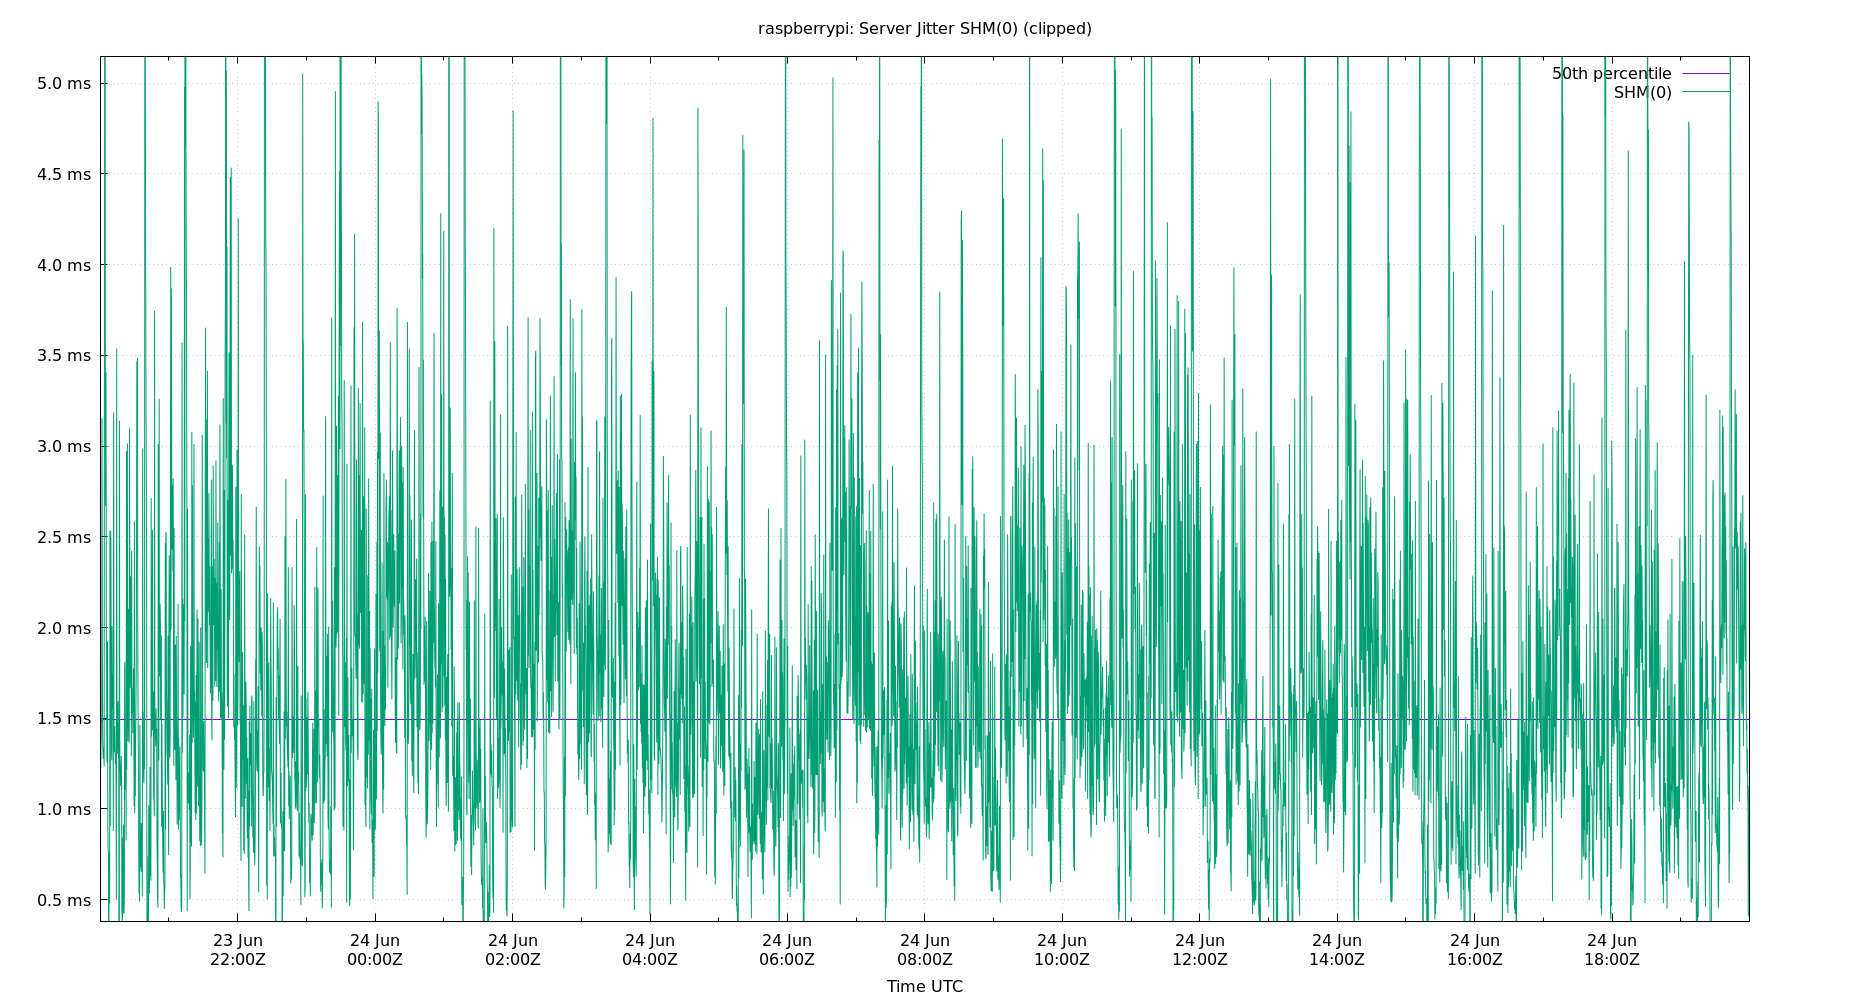 raspberrypi: Server Jitter SHM(0) (clipped)
50th percentile
SHM(0)
5.0 ms
4.5 ms
4.0 ms
3.5 ms
3.0 ms
2.5 ms
2.0 ms
1.5 ms
1.0 ms
0.5 ms
23 Jun 24 Jun 24 Jun 24 Jun 24 Jun 24 Jun 24 Jun 24 Jun 24 Jun 24 Jun 24 Jun
22:00Z 00:00Z 02:00Z 04:00Z 06:00Z 08:00Z 10:00Z 12:00Z 14:00Z 16:00Z 18:00Z
Time UTC